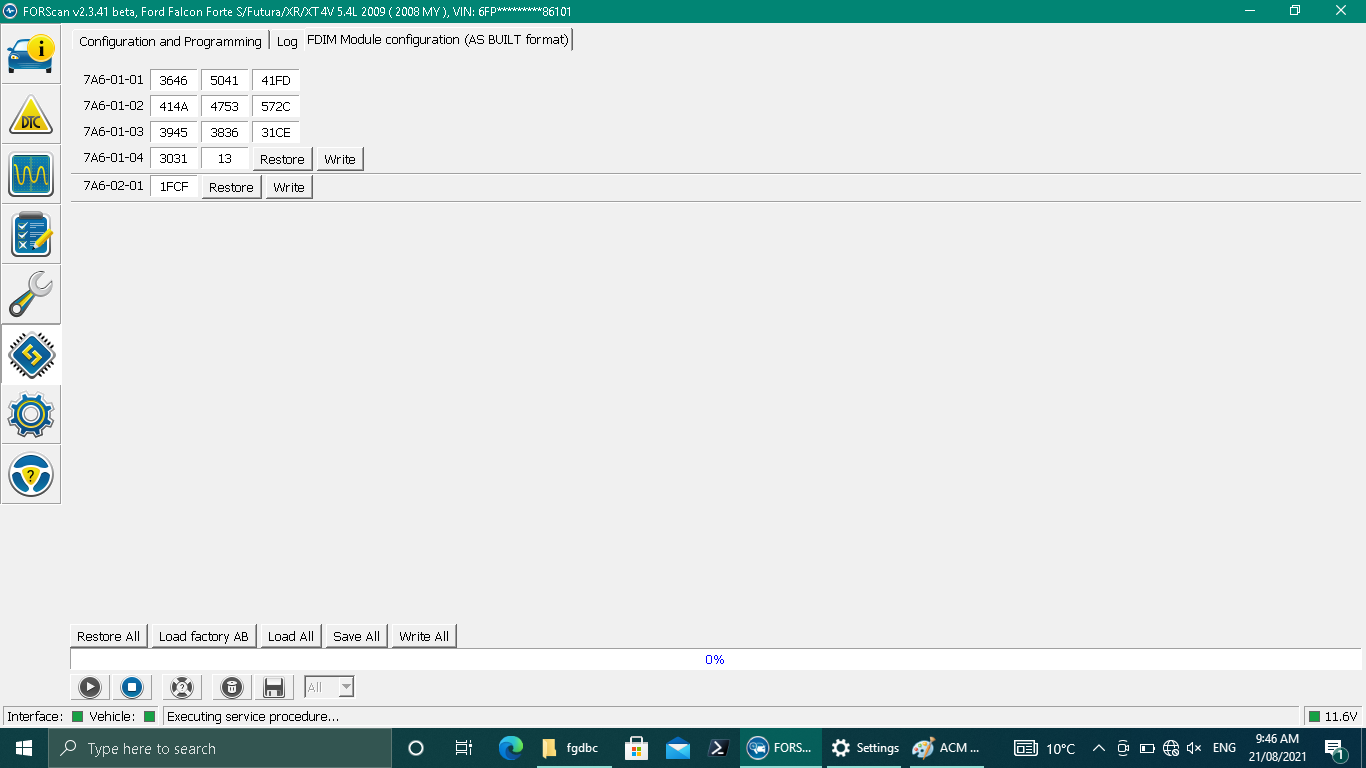 FORScan v2.3.41 beta, Ford Falcon Forte S/Futura/XR/XT4V 5.4L 2009 ( 2008 MY ), VIN: 6FP*********86101
Configuration and Programming Log FDIM Module configuration (AS BUILT format)
7A6-01-01 3646 5041 41FD
7A6-01-02 414A 4753 572C
7A6-01-03 3945 3836 31CE
7A6-01-04 3031 13 Restore Write
7A6-02-01 1FCF Restore Write
DTC
Restore All Load factory AB Load All Save All Write All
0%
All
Interface: Vehicle: Executing service procedure... 11.6V
Type here to search fgdbc FORS... Settings ACM ... 10°C ENG 9:46 AM
21/08/2021 1